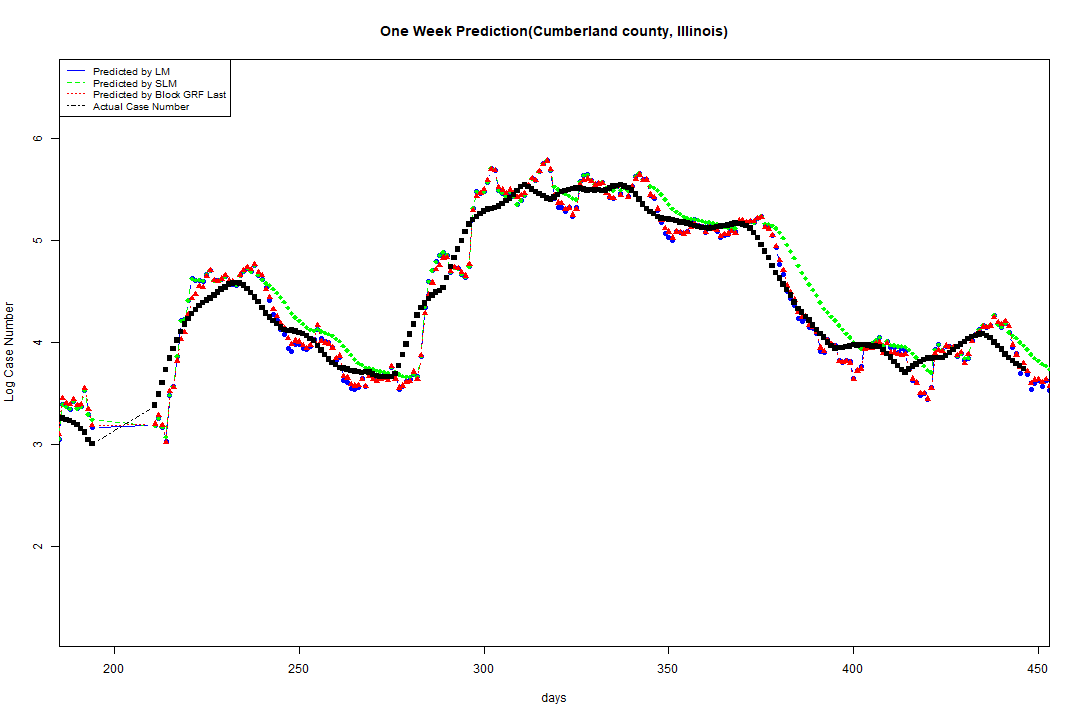 One Week Prediction(Cumberland county, Illinois)
Predicted by LM
Predicted by SLM
Predicted by Block GRF Last
Actual Case Number
6
5
4
3
2
Log Case Number
200 250 300 350 400 450
days